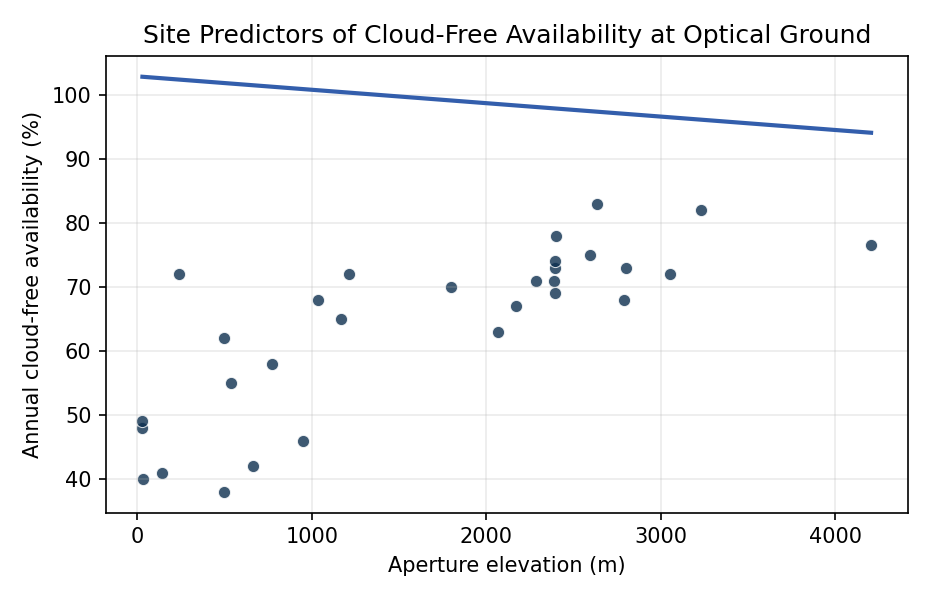 Site Predictors of Cloud-Free Availability at Optical Ground
Annual cloud-free availability (%)
100
90
80
70
60
50
40
0 1000 2000 3000 4000
Aperture elevation (m)